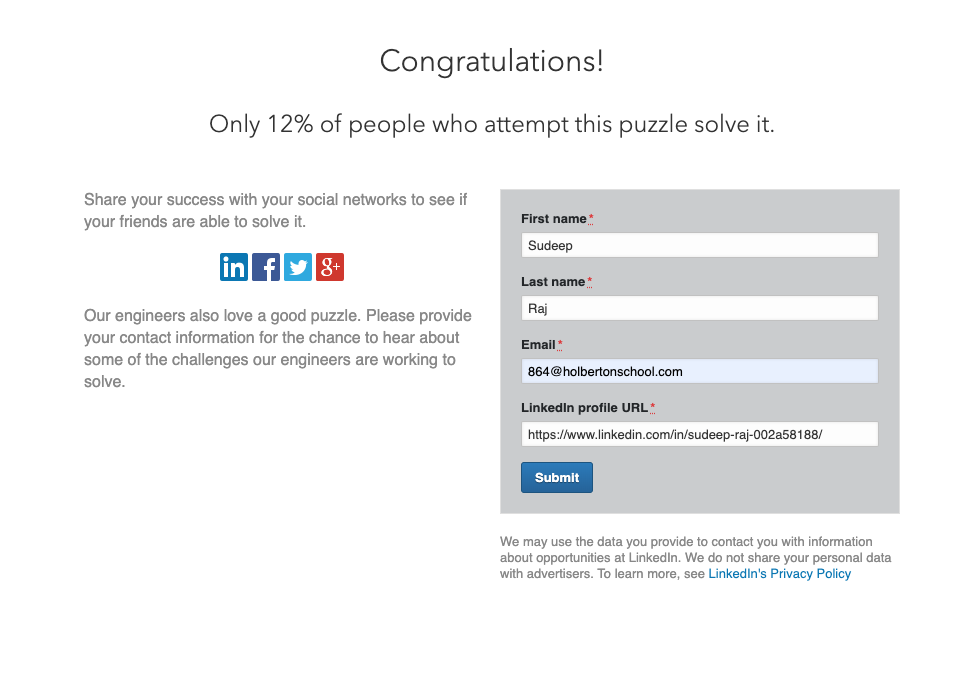 Congratulations!
Only 12% of people who attempt this puzzle solve it.
Share your success with your social networks to see if
your friends are able to solve it.
in f g+
Our engineers also love a good puzzle. Please provide
your contact information for the chance to hear about
some of the challenges our engineers are working to
solve.
First name*
Sudeep
Last name*
Raj
Email*
864@holbertonschool.com
LinkedIn profile URL*
https://www.linkedin.com/in/sudeep-raj-002a58188/
Submit
We may use the data you provide to contact you with information
about opportunities at LinkedIn. We do not share your personal data
with advertisers. To learn more, see LinkedIn's Privacy Policy